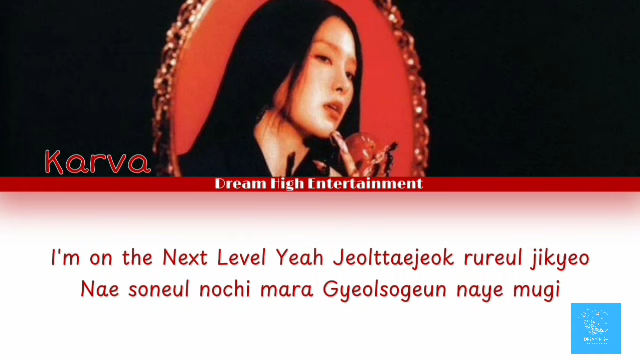 Karva
Dream High Entertainment
I'm on the Next Level Yeah Jeolttaejeok rureul jikyeo
Nae soneul nochi mara Gyeolsogeun naye mugi